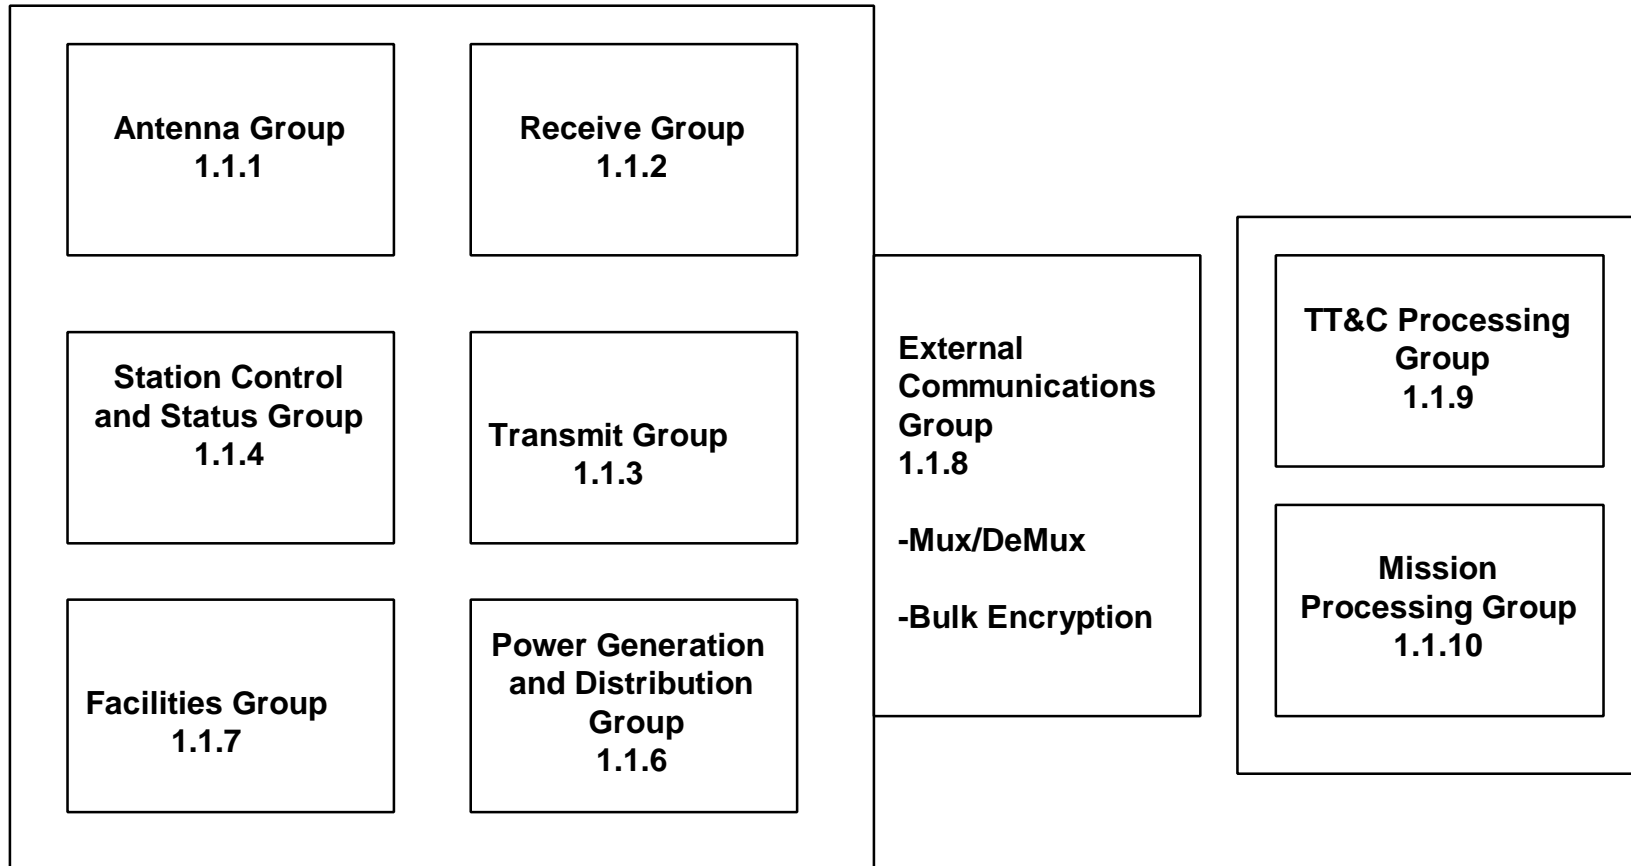 Antenna Group
1.1.1
Receive Group
1.1.2
Station Control
and Status Group
1.1.4
Transmit Group
1.1.3
Facilities Group
1.1.7
Power Generation
and Distribution
Group
1.1.6
External
Communications
Group
1.1.8
-Mux/DeMux
-Bulk Encryption
TT&C Processing
Group
1.1.9
Mission
Processing Group
1.1.10